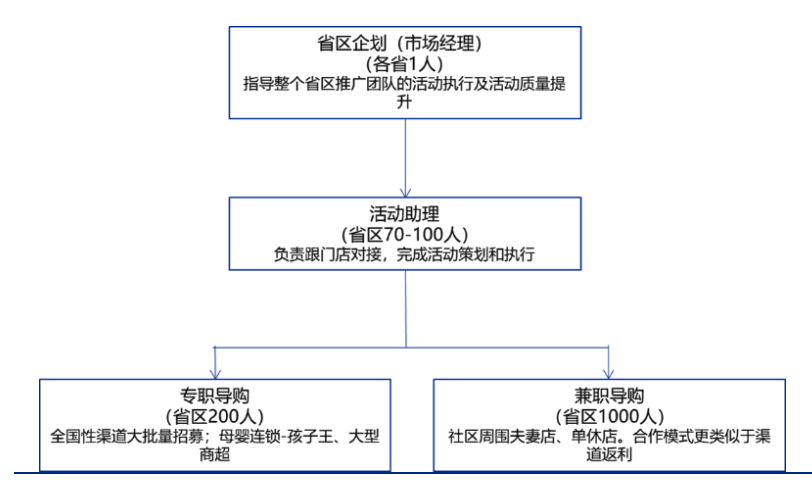 省区企划（市场经理）
（各省1人）
指导整个省区推广团队的活动执行及活动质量提
升
活动助理
（省区70-100人）
负责跟门店对接，完成活动策划和执行
专职导购
（省区200人）
全国性渠道大批量招募；母婴连锁-孩子王、大型
商超
兼职导购
（省区1000人）
社区周围夫妻店、单休店。合作模式更类似于渠
道返利